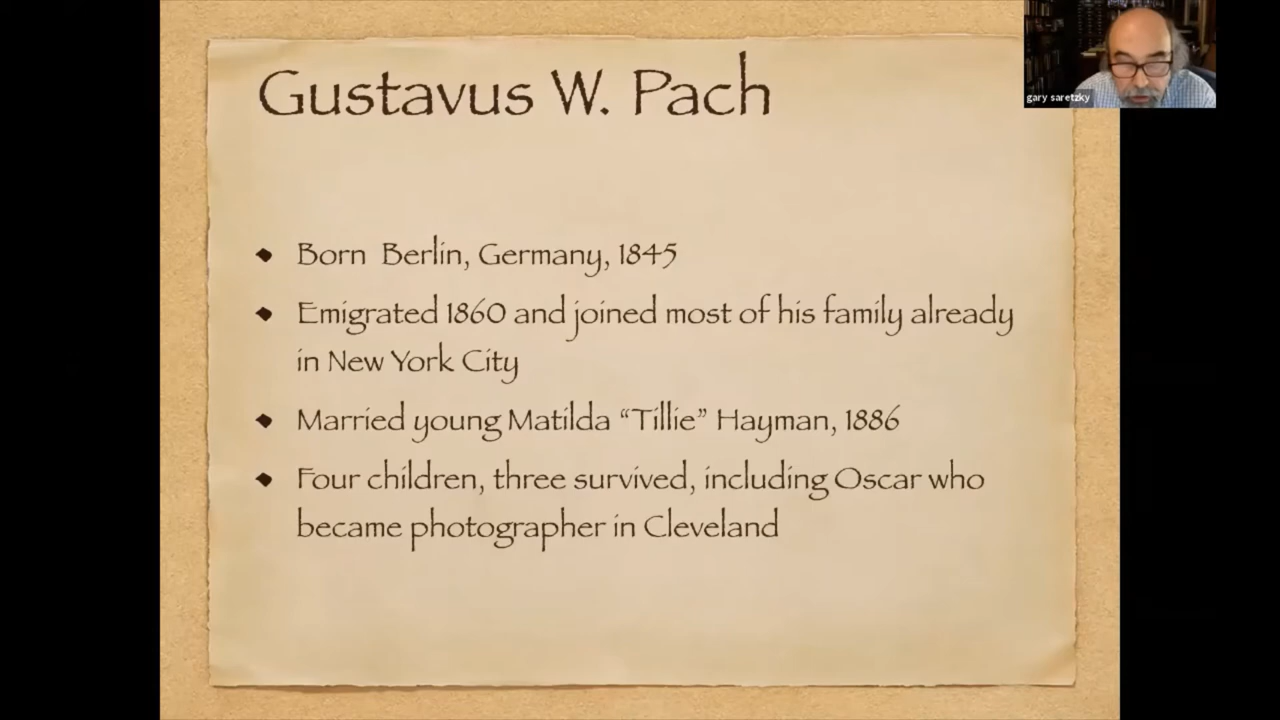 Gustavus W. Pach
gary saretzky
Born Berlin, Germany, 1845
Emigrated 1860 and joined most of his family already
in New York City
Married young Matilda “Tillie” Hayman, 1886
Four children, three survived, including Oscar who
became photographer in Cleveland